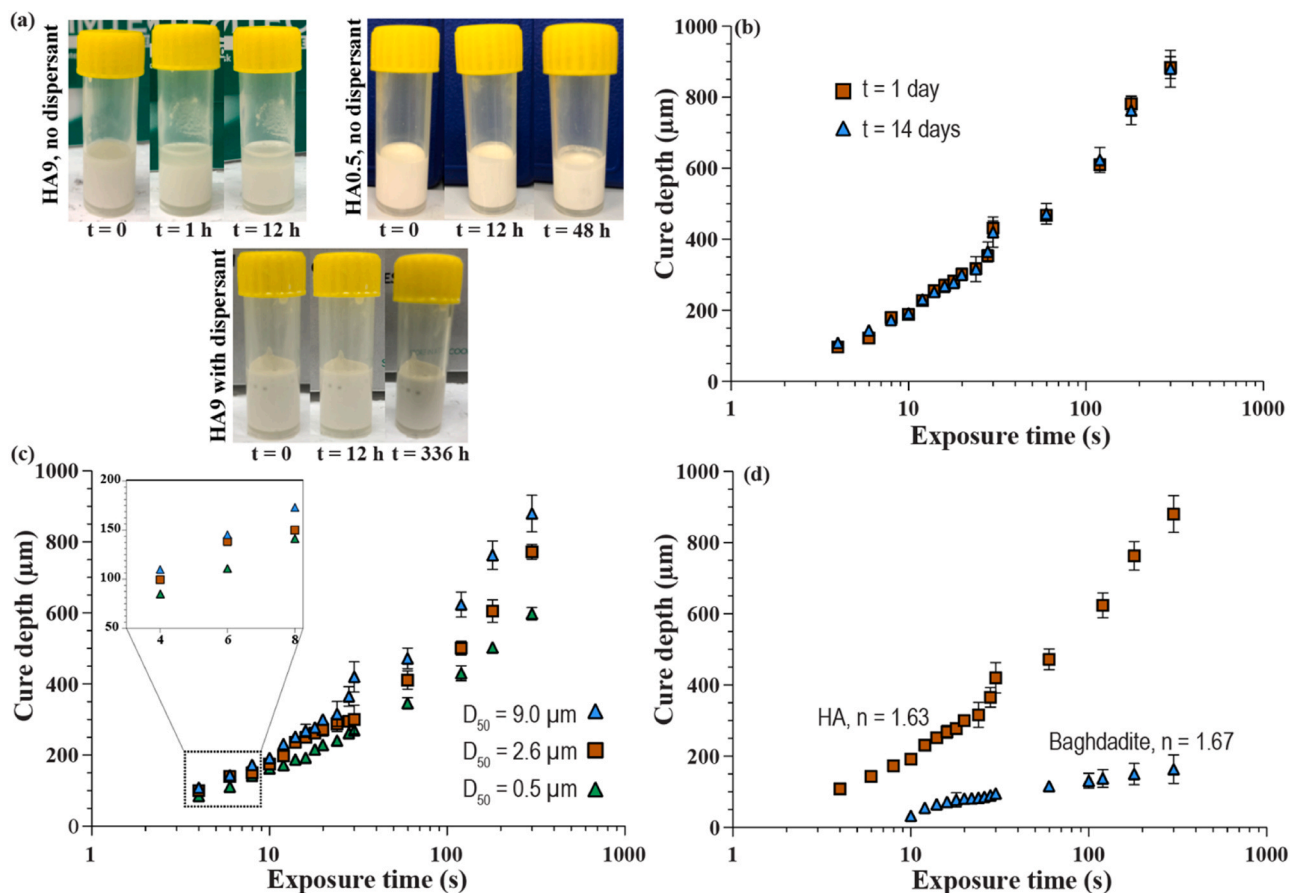 (a)
HA9, no dispersant
t = 0
t = 1 h
t = 12 h
HA0.5, no dispersant
t = 0
t = 12 h
t = 48 h
HA9 with dispersant
t = 0
t = 12 h
t = 336 h
(b)
Cure depth (µm)
1000
800
600
400
200
0
t = 1 day
t = 14 days
1
10
100
1000
Exposure time (s)
(c)
Cure depth (µm)
1000
800
600
400
200
0
200
150
100
50
4
6
8
D50 = 9.0 µm
D50 = 2.6 µm
D50 = 0.5 µm
1
10
100
1000
Exposure time (s)
(d)
Cure depth (µm)
1000
800
600
400
200
0
HA, n = 1.63
Baghdadite, n = 1.67
1
10
100
1000
Exposure time (s)